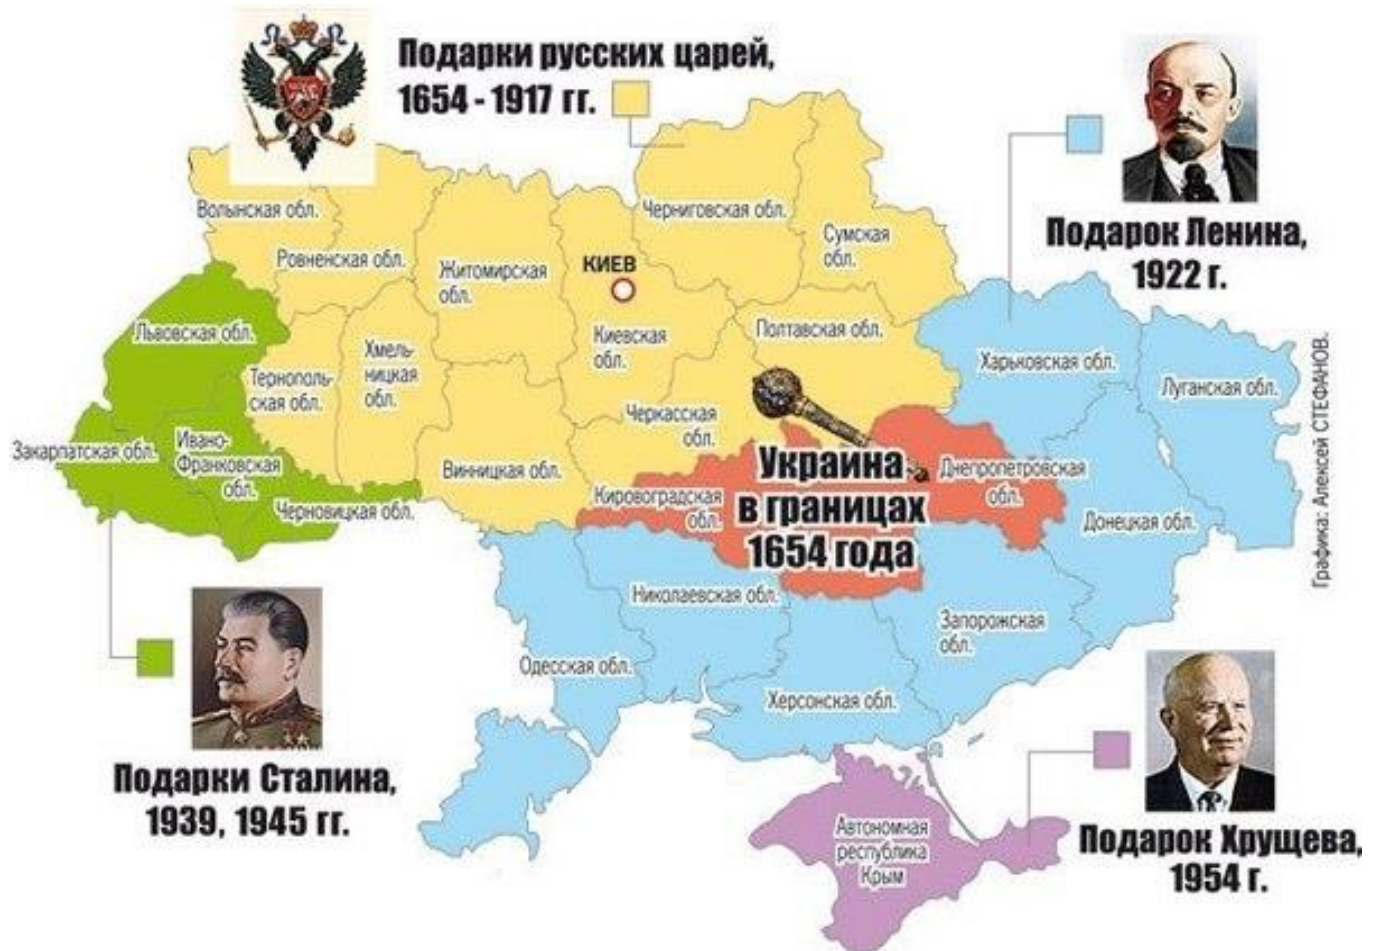 Подарки русских царей,
1654 - 1917 гг.
Подарок Ленина,
1922 г.
Волынская обл.
Ровненская обл.
Житомирская
обл.
КИЕВ
Черниговская обл.
Сумская
обл.
Львовская обл.
Тернополь-
ская обл.
Хмель-
ницкая
обл.
Киевская
обл.
Полтавская обл.
Харьковская обл.
Луганская обл.
Закарпатская обл.
Ивано-
Франковская
обл.
Черновицкая обл.
Винницкая обл.
Черкасская
обл.
Кировоградская
обл.
Украина
в границах
1654 года
Днепропетровская
обл.
Донецкая обл.
Николаевская обл.
Запорожская
обл.
Одесская обл.
Херсонская обл.
Автономная
республика
Крым
Подарки Сталина,
1939, 1945 гг.
Подарок Хрущева,
1954 г.
Графика: Алексей СТЕФАНОВ.